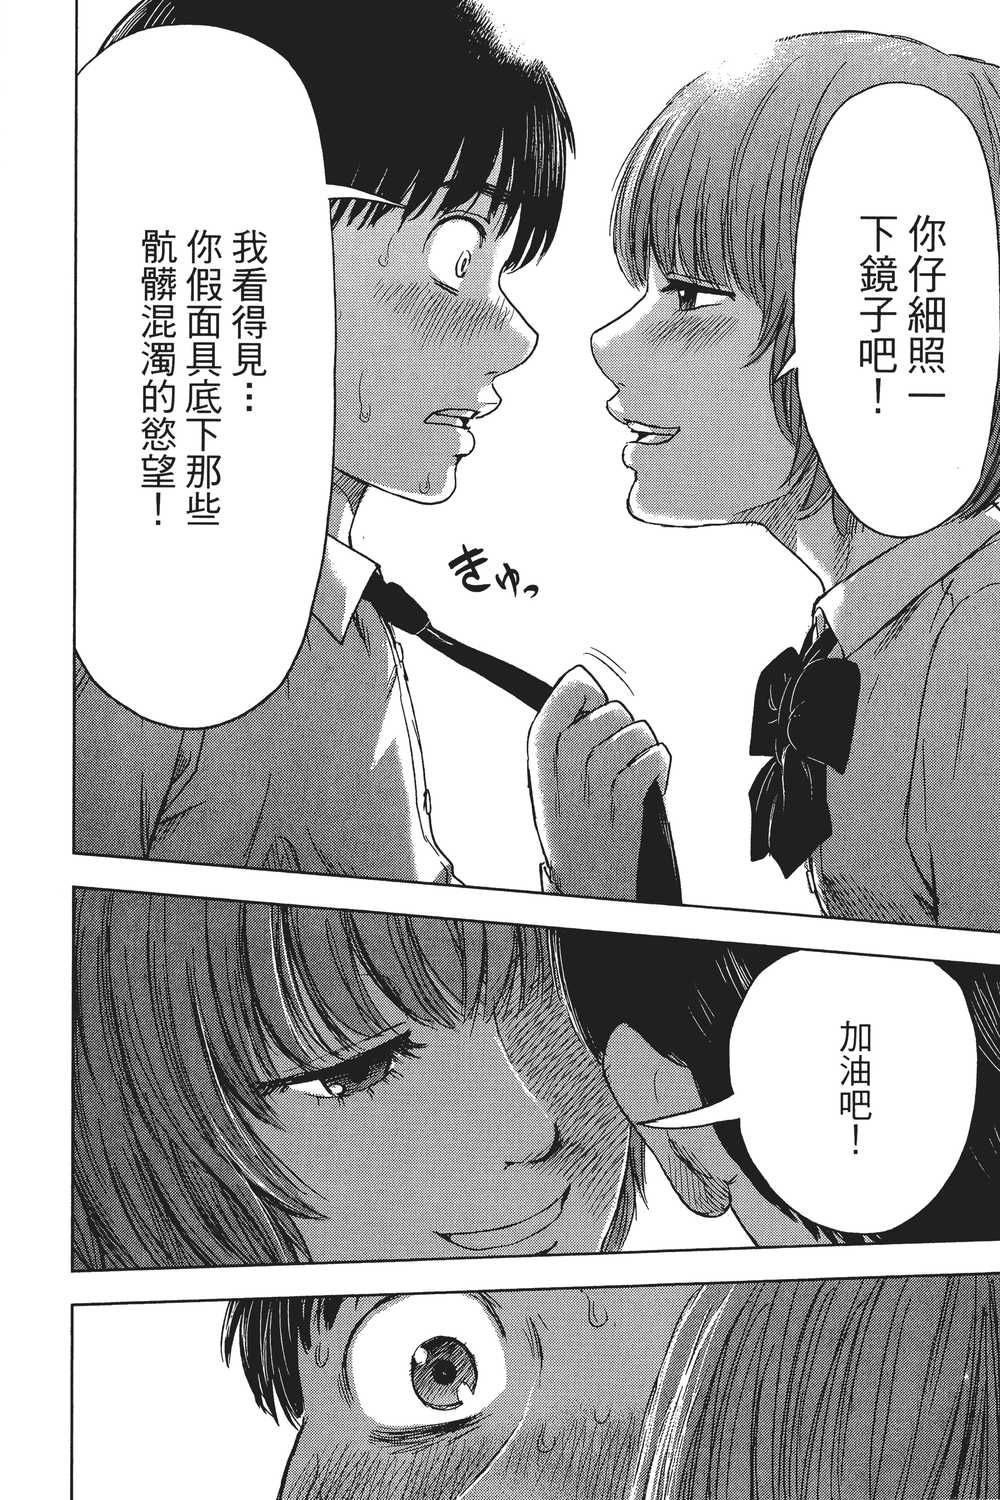 你仔細照一
下鏡子吧！
我看得見…
你假面具底下那些
骯髒混濁的慾望！
きゅっ
加油吧！